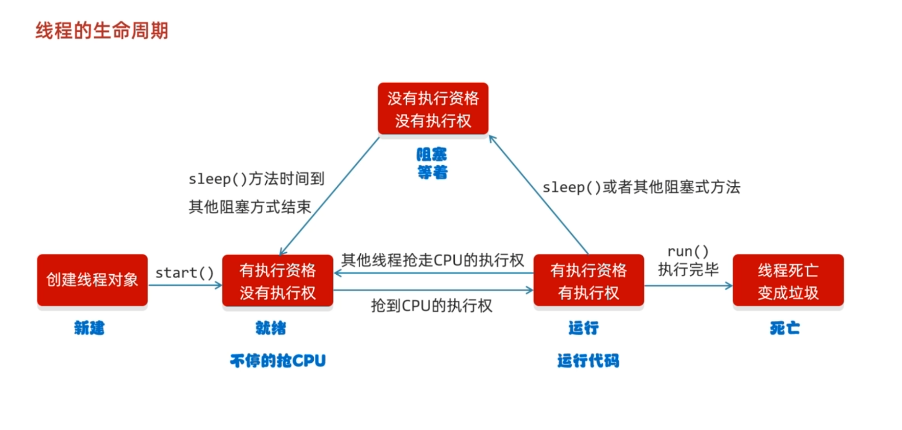 线程的生命周期
没有执行资格
没有执行权
阻塞
等着
sleep()方法时间到
其他阻塞方式结束
sleep()或者其他阻塞式方法
创建线程对象
新建
start()
有执行资格
没有执行权
就绪
不停的抢CPU
其他线程抢走CPU的执行权
抢到CPU的执行权
有执行资格
有执行权
运行
运行代码
run()
执行完毕
线程死亡
变成垃圾
死亡